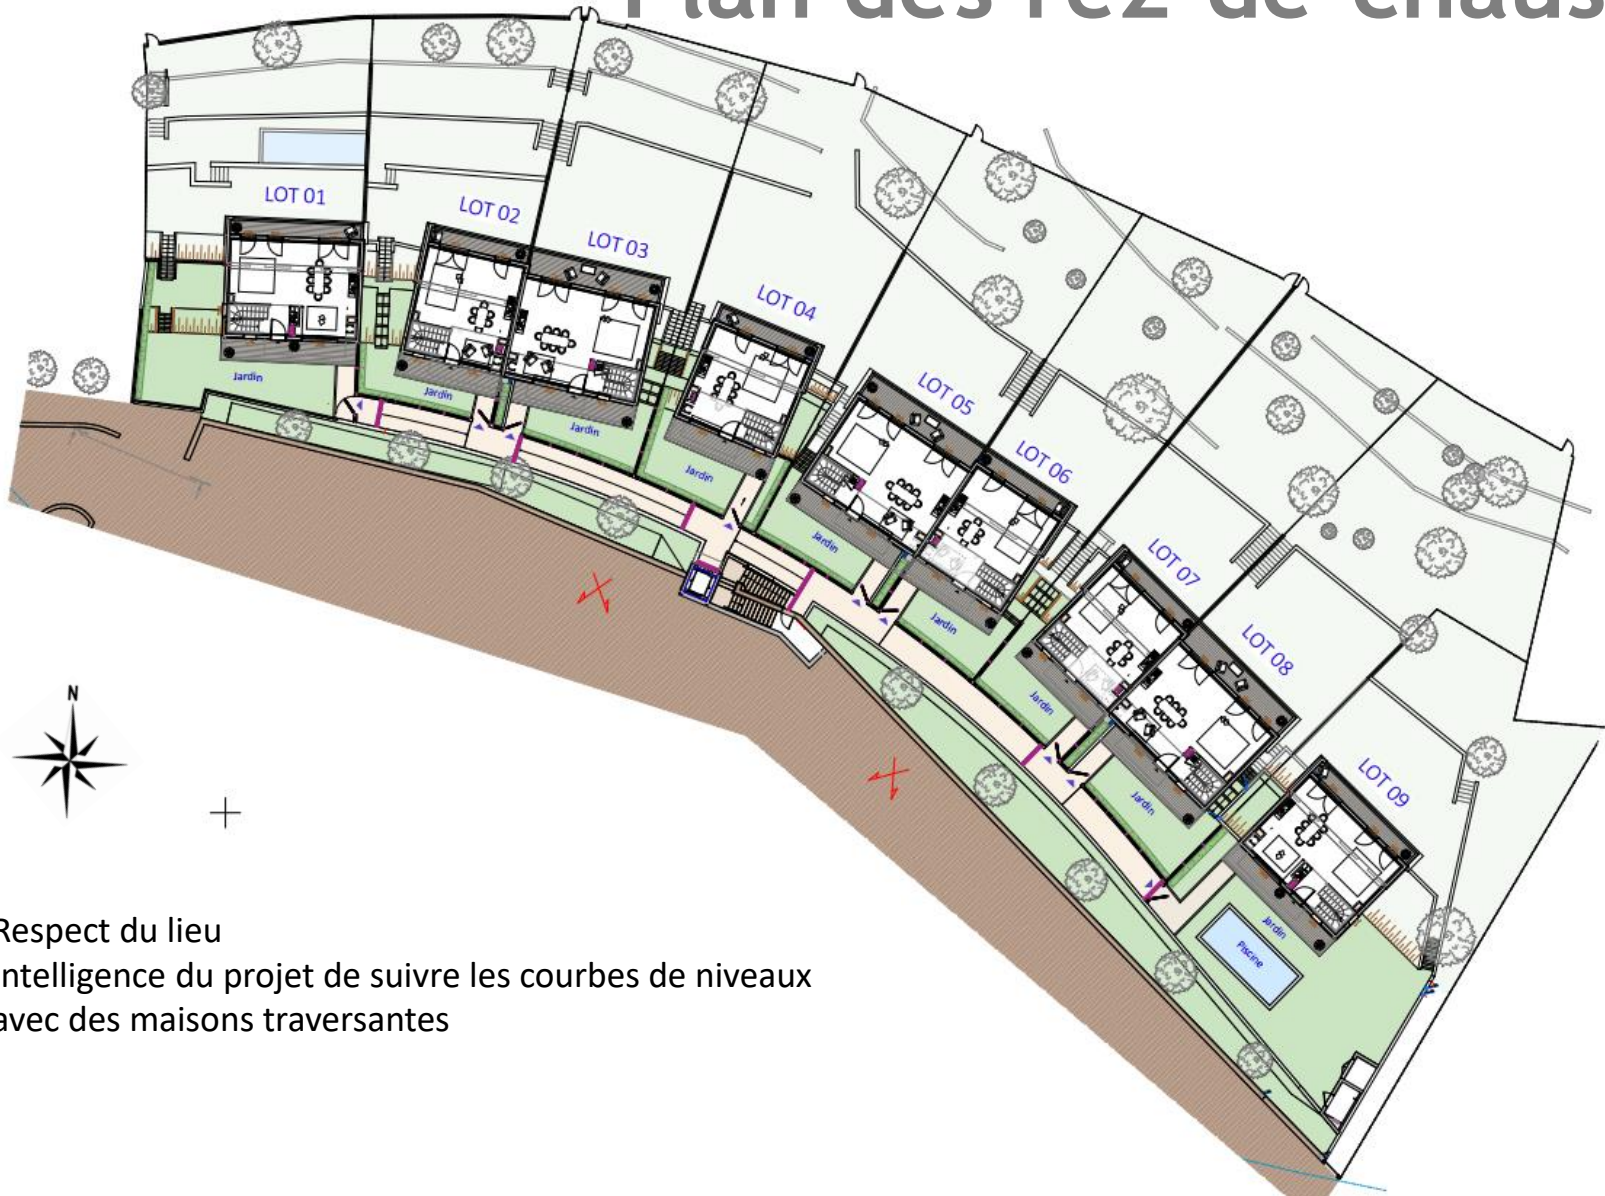 Plan des rez-de-chaus
LOT 01
LOT 02
LOT 03
LOT 04
LOT 05
LOT 06
LOT 07
LOT 08
LOT 09
Jardin
Jardin
Jardin
Jardin
Jardin
Jardin
Jardin
Jardin
Jardin
Piscine
N
Respect du lieu
Intelligence du projet de suivre les courbes de niveaux
avec des maisons traversantes